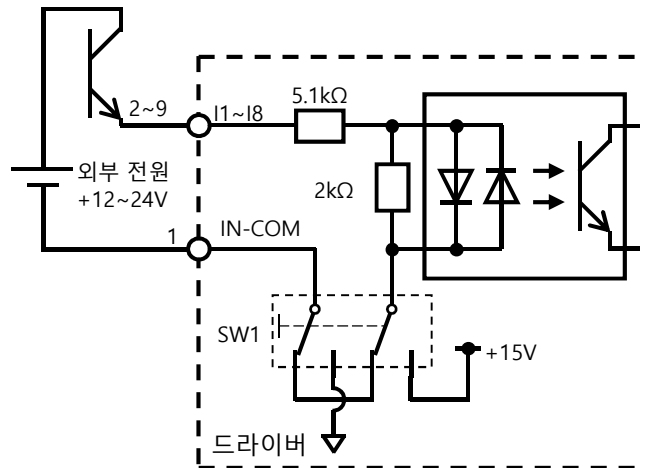 5.1kΩ
2~9
I1~I8
외부 전원
+12~24V
2kΩ
1
IN-COM
SW1
+15V
드라이버